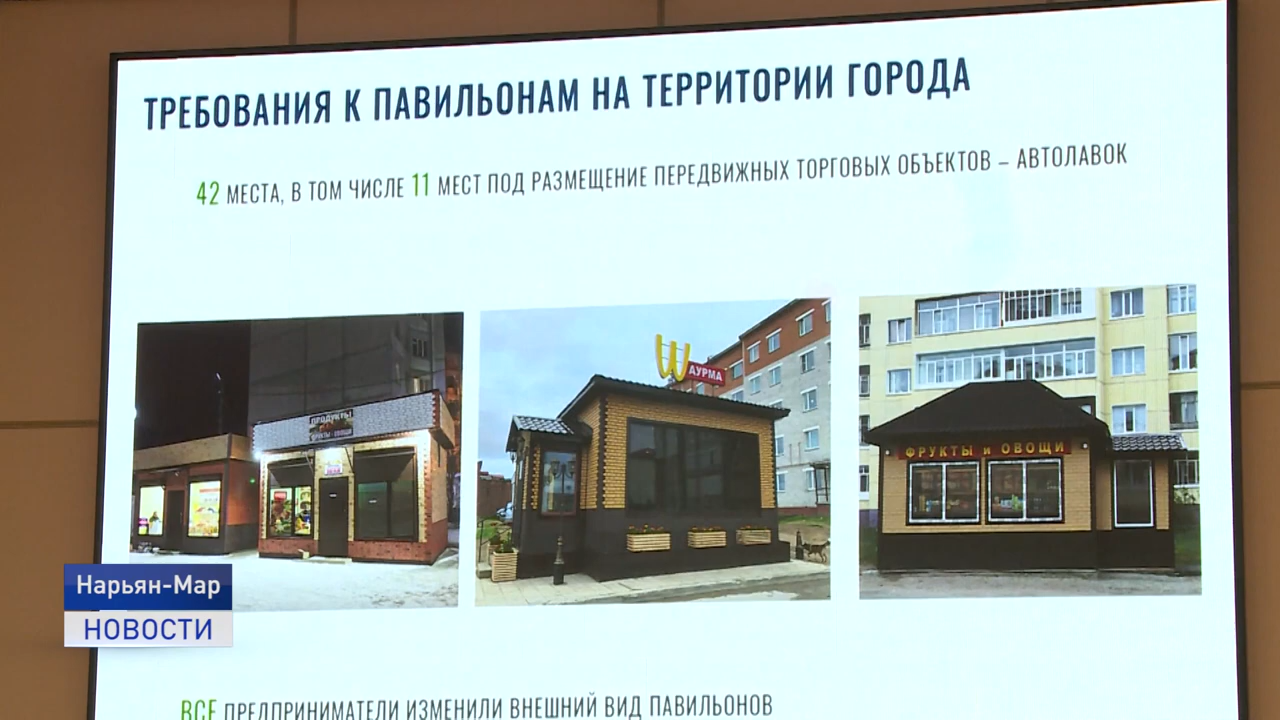 ТРЕБОВАНИЯ К ПАВИЛЬОНАМ НА ТЕРРИТОРИИ ГОРОДА
42 МЕСТА, В ТОМ ЧИСЛЕ 11 МЕСТ ПОД РАЗМЕЩЕНИЕ ПЕРЕДВИЖНЫХ ТОРГОВЫХ ОБЪЕКТОВ – АВТОЛАВОК
ПРОДУКТЫ
ФРУКТЫ - ОВОЩИ
АУРМА
ФРУКТЫ и ОВОЩИ
Нарьян-Мар
НОВОСТИ
ВСЕ ПРЕДПРИНИМАТЕЛИ ИЗМЕНИЛИ ВНЕШНИЙ ВИД ПАВИЛЬОНОВ